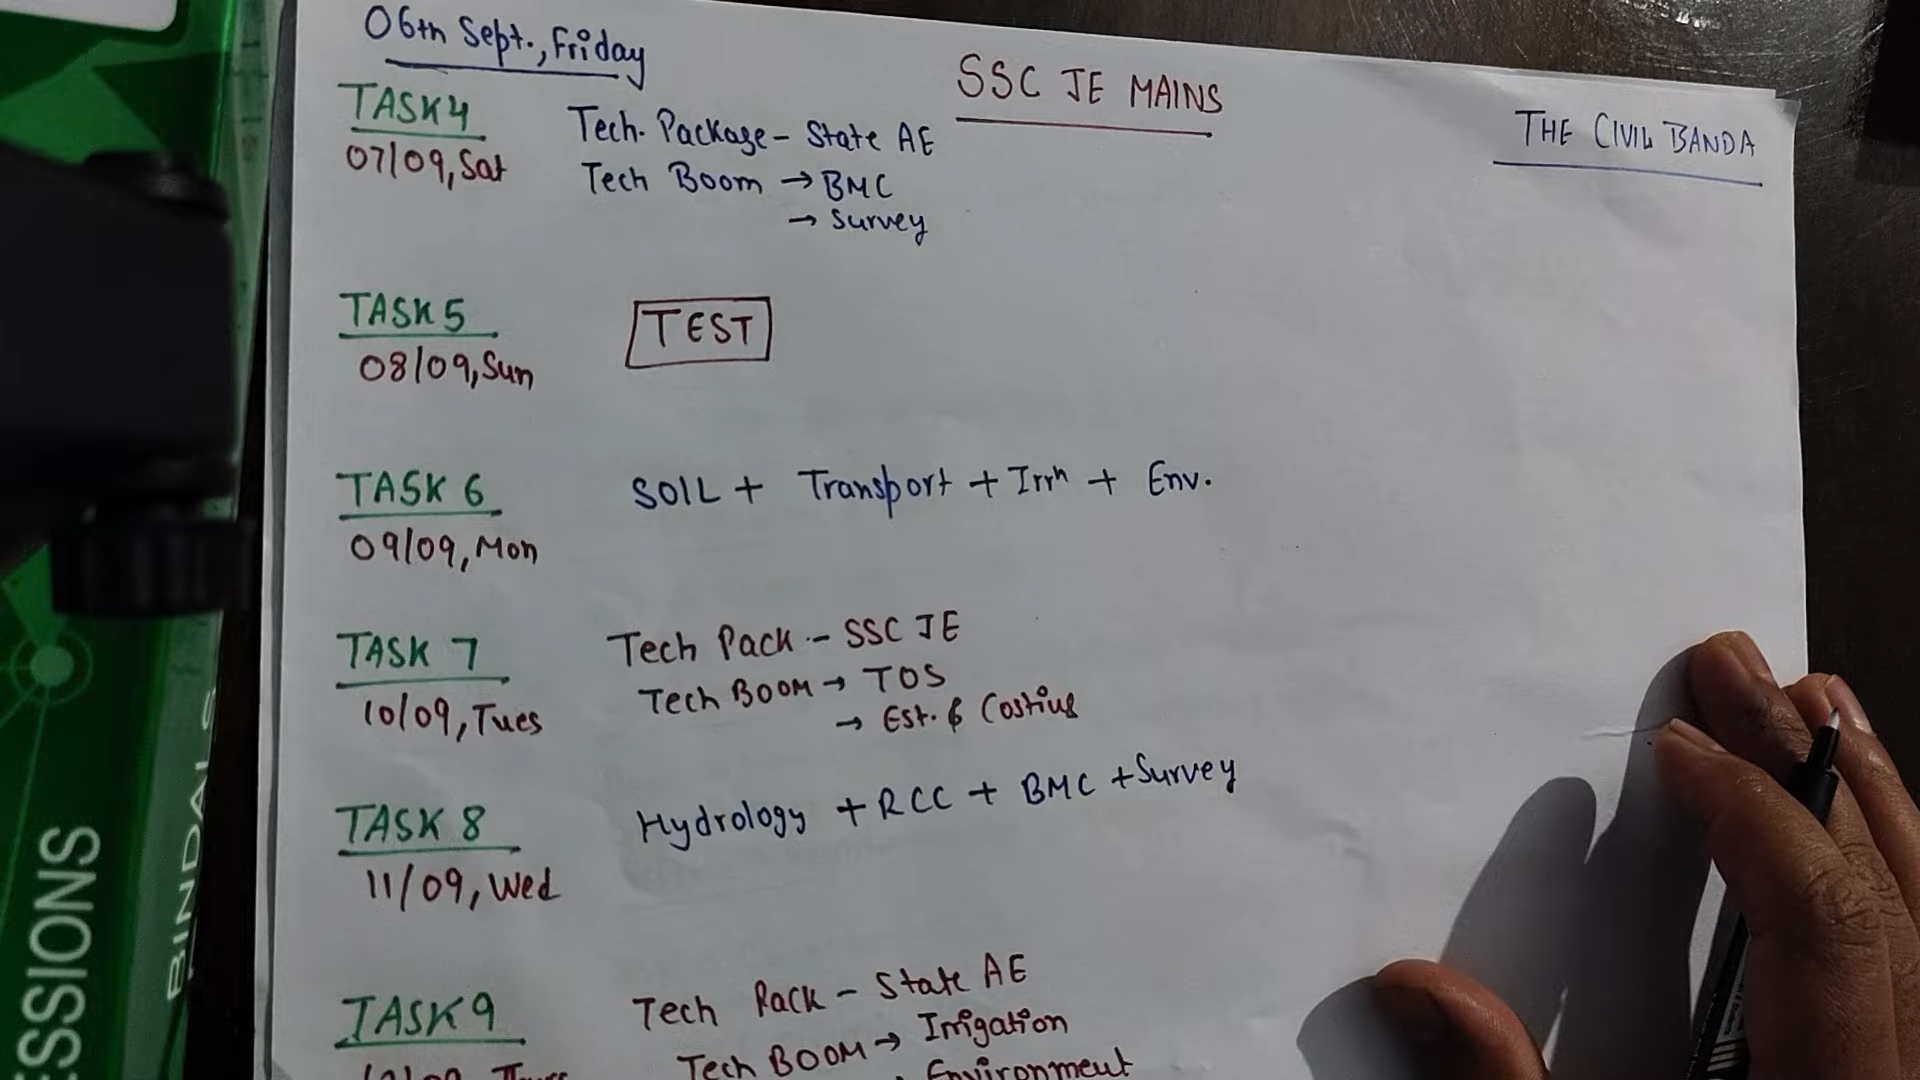 06th Sept., Friday
SSC JE MAINS
THE CIVIL BANDA
TASK 4
07/09, Sat
Tech. Package - State AE
Tech Boom → BMC
→ Survey
TASK 5
08/09, Sun
TEST
TASK 6
09/09, Mon
SOIL + Transport + Irrn + Env.
TASK 7
10/09, Tues
Tech Pack - SSC JE
Tech BOOM → TOS
→ Est. & Costing
TASK 8
11/09, Wed
Hydrology + RCC + BMC + Survey
TASK 9
Tech Pack - State AE
Tech BOOM → Irrigation
Environment
ESSIONS
BINDALS